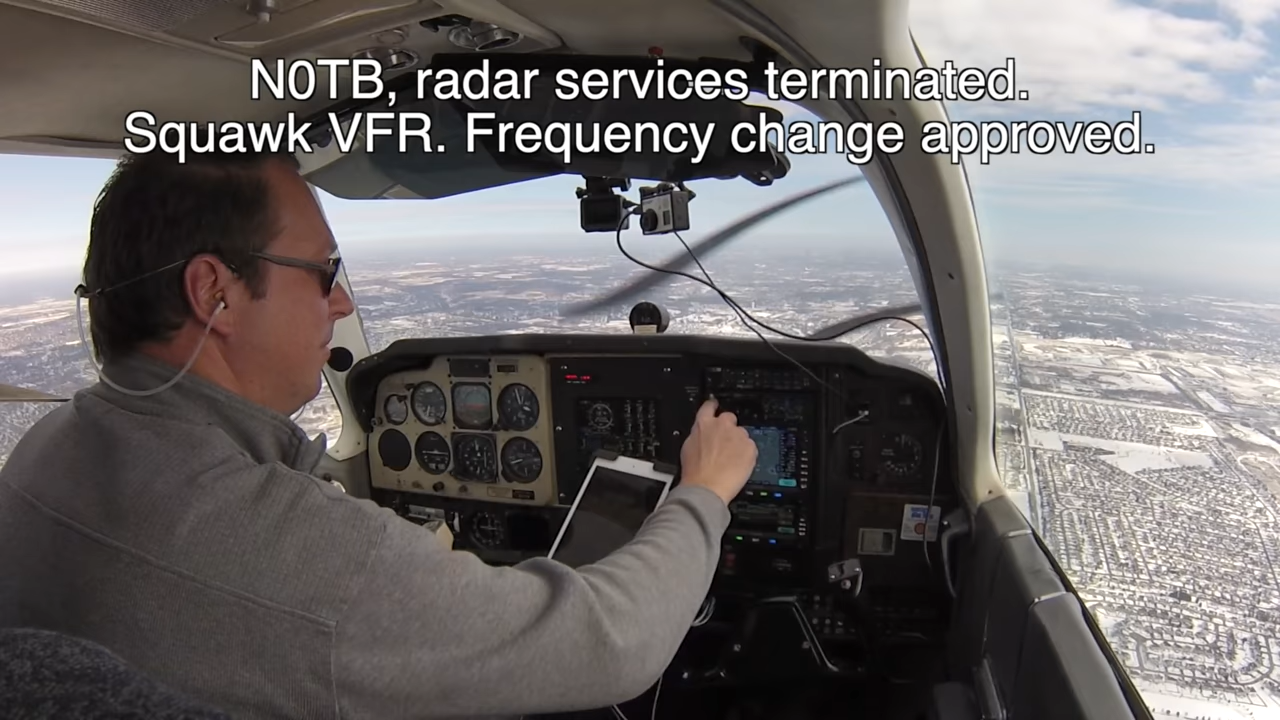 N0TB, radar services terminated.
Squawk VFR. Frequency change approved.